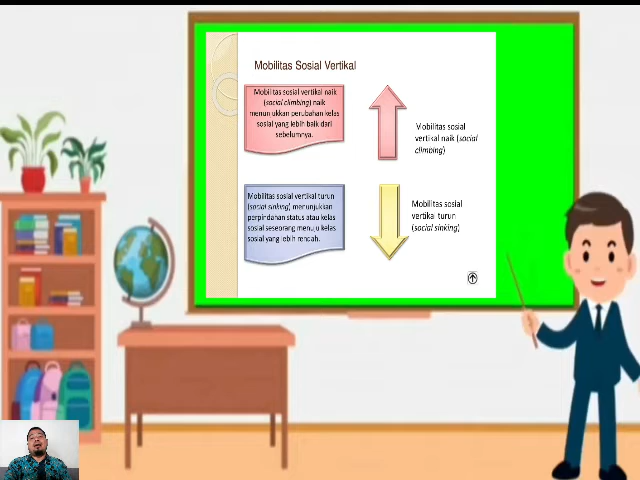 Mobilitas Sosial Vertikal
Mobilitas sosial vertikal naik
(social climbing) naik
menunjukkan perubahan kelas
sosial yang lebih baik dari
sebelumnya.
Mobilitas sosial
vertikal naik (social
climbing)
Mobilitas sosial vertikal turun
(social sinking) menunjukkan
perpindahan status atau kelas
sosial seseorang menuju kelas
sosial yang lebih rendah.
Mobilitas sosial
vertikal turun
(social sinking)